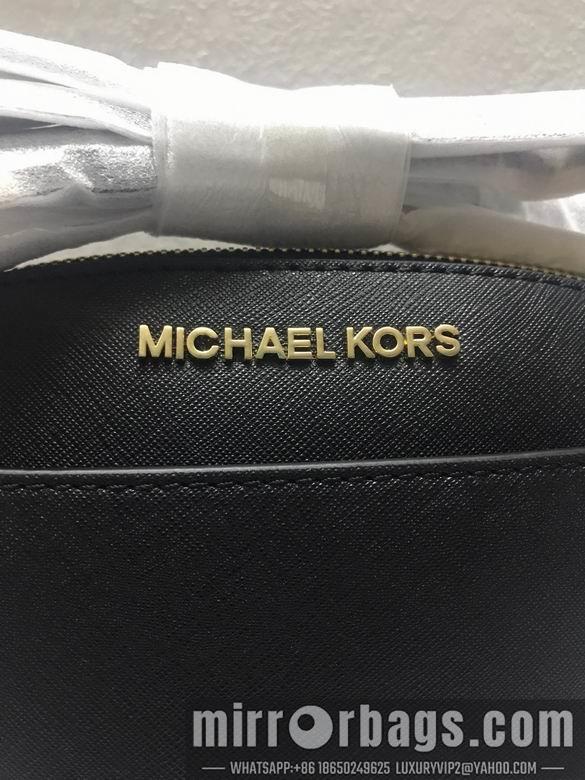 MICHAEL KORS
mirrorbags.com
— WHATSAPP:+86 18650249625 LUXURYVIP2@YAHOO.COM —